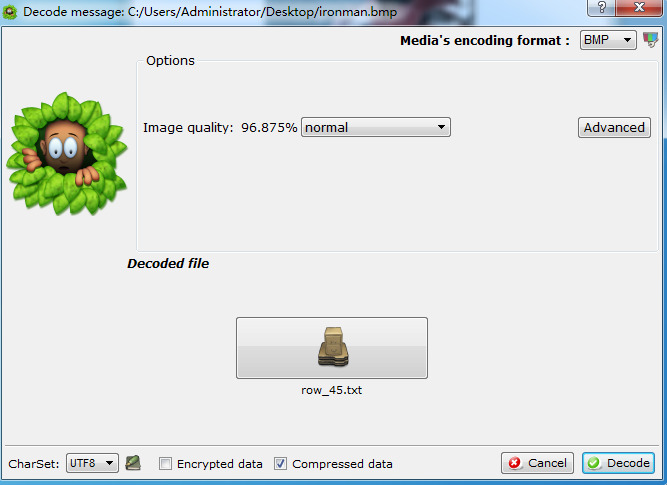 Decode message: C:/Users/Administrator/Desktop/ironman.bmp
Media's encoding format : BMP
Options
Image quality: 96.875% normal Advanced
Decoded file
row_45.txt
CharSet: UTF8 Encrypted data Compressed data Cancel Decode